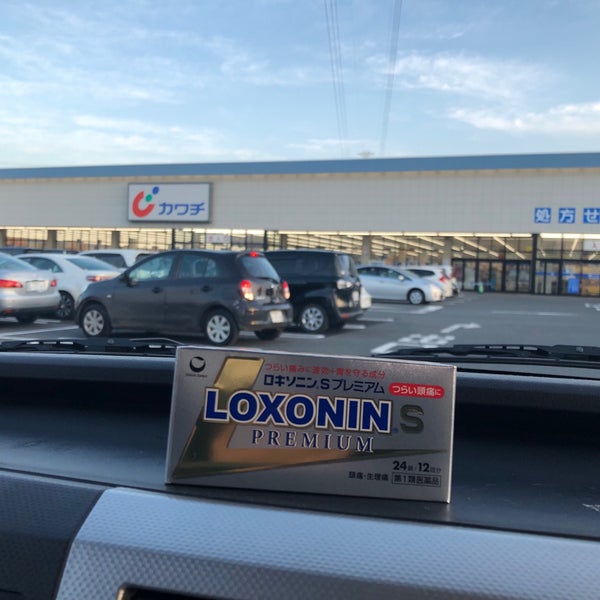 カワチ
処方せ
つらい痛みに速効+胃を守る成分
ロキソニン®Sプレミアム
つらい頭痛に
LOXONIN®S
PREMIUM
24錠/12回分
頭痛・生理痛
第1類医薬品